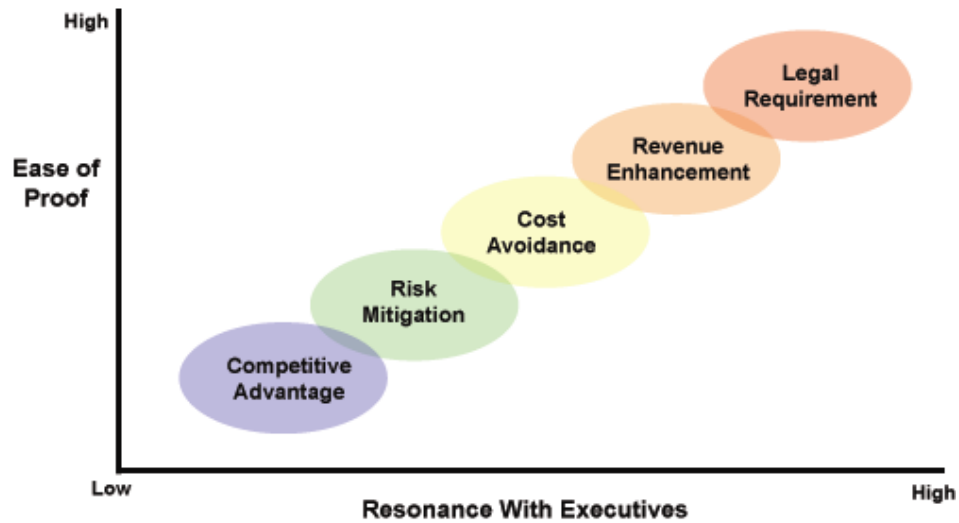 High
Legal
Requirement
Revenue
Enhancement
Ease of
Proof
Cost
Avoidance
Risk
Mitigation
Competitive
Advantage
Low
High
Resonance With Executives